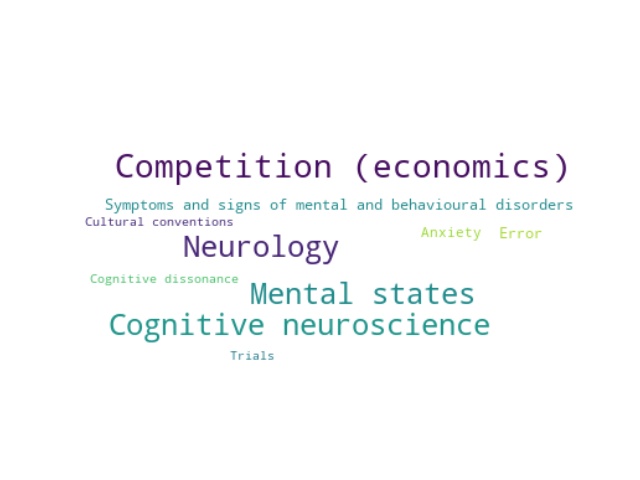 Competition (economics)
Symptoms and signs of mental and behavioural disorders
Cultural conventions
Anxiety
Error
Neurology
Cognitive dissonance
Mental states
Cognitive neuroscience
Trials